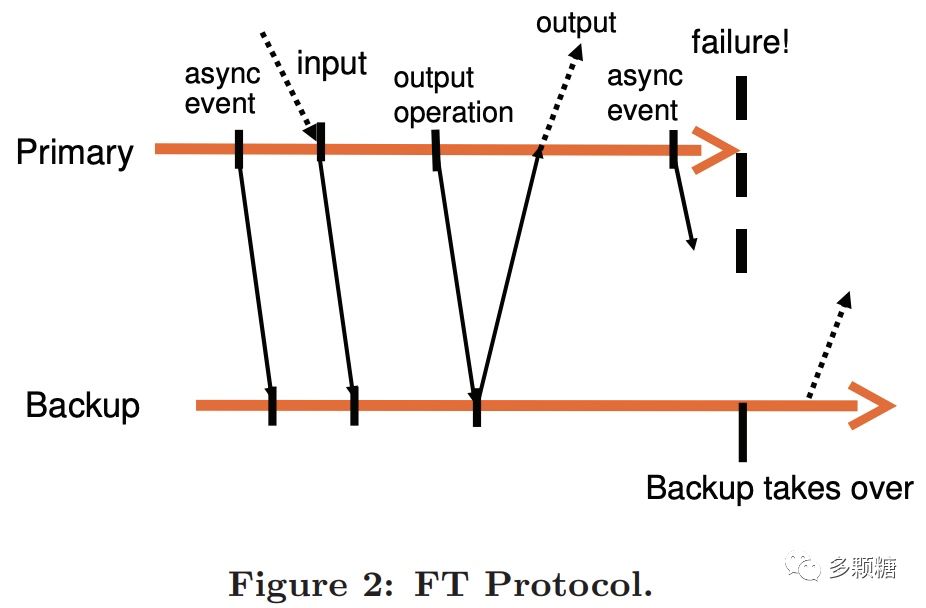 output
failure!
async
event
input
output
operation
async
event
Primary
Backup
Backup takes over
多颗糖
Figure 2: FT Protocol.